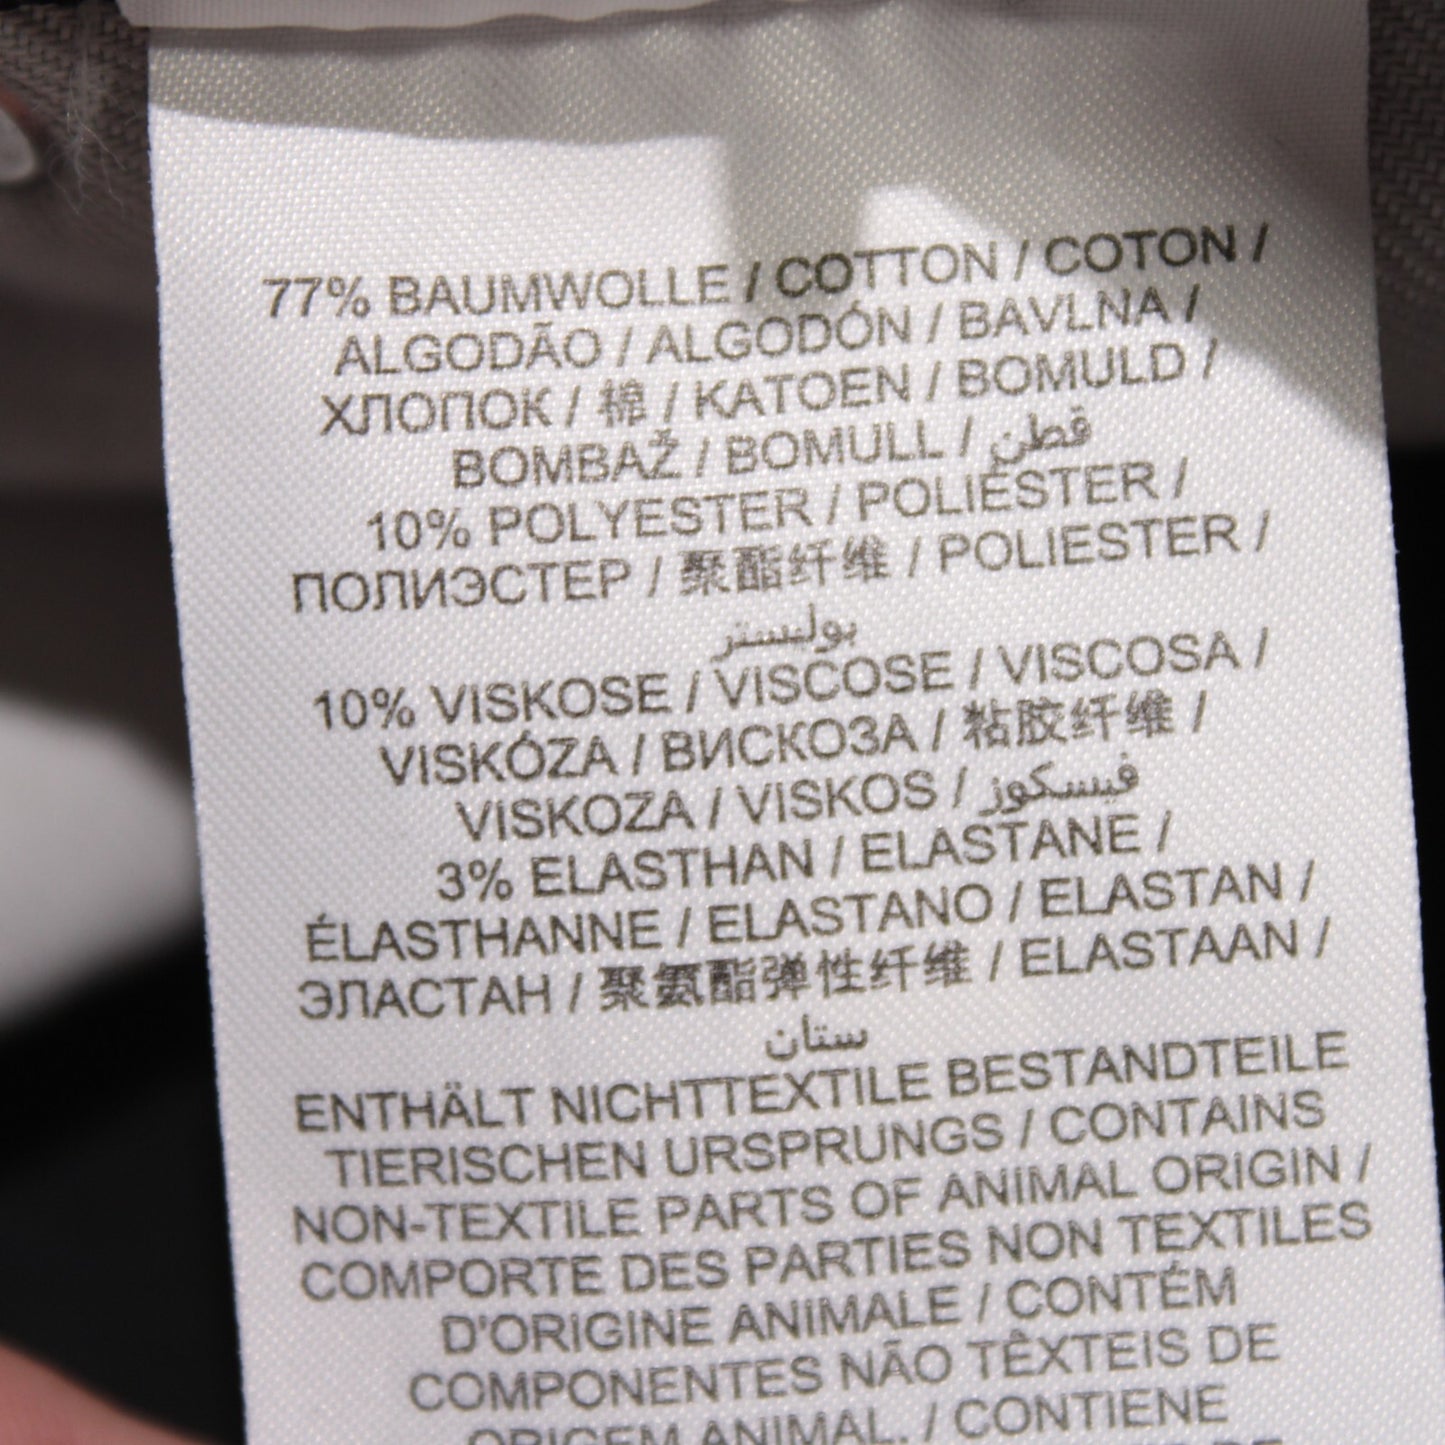 77% BAUMWOLLE / COTTON / COTON /
ALGODÃO / ALGODÓN / BAVLNA /
ХЛОПОК / 棉 / KATOEN / BOMULD /
BOMBAŽ / BOMULL / قطن
10% POLYESTER / POLIÉSTER /
ПОЛИЭСТЕР / 聚酯纤维 / POLIESTER /
بوليستر
10% VISKOSE / VISCOSE / VISCOSA /
VISKÓZA / ВИСКОЗА / 粘胶纤维 /
VISKOZA / VISKOS / فيسكوز
3% ELASTHAN / ELASTANE /
ÉLASTHANNE / ELASTANO / ELASTAN /
ЭЛАСТАН / 聚氨酯弹性纤维 / ELASTAAN /
ستان
ENTHÄLT NICHTTEXTILE BESTANDTEILE
TIERISCHEN URSPRUNGS / CONTAINS
NON-TEXTILE PARTS OF ANIMAL ORIGIN /
COMPORTE DES PARTIES NON TEXTILES
D'ORIGINE ANIMALE / CONTÉM
COMPONENTES NÃO TÊXTEIS DE
ORIGEM ANIMAL. / CONTIENE